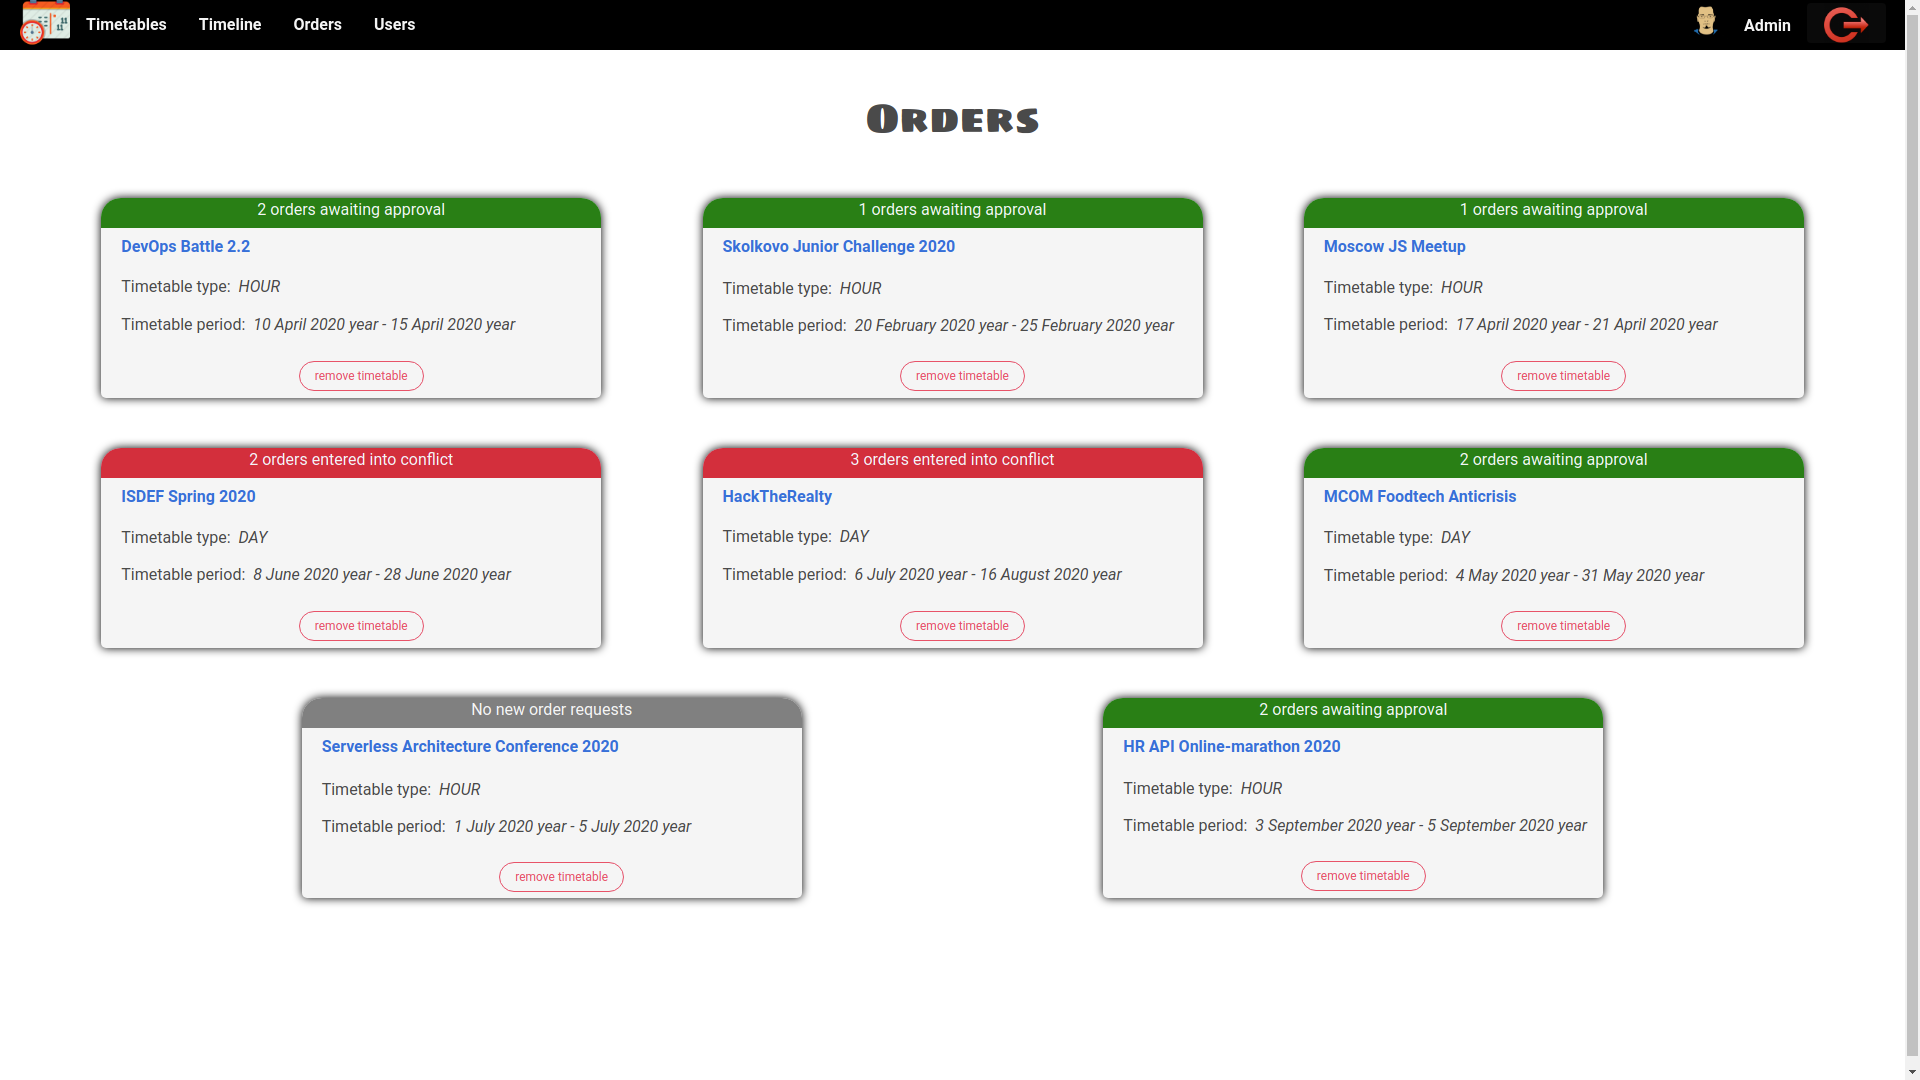 Timetables
Timeline
Orders
Users
Admin
Orders
2 orders awaiting approval
DevOps Battle 2.2
Timetable type: HOUR
Timetable period: 10 April 2020 year - 15 April 2020 year
remove timetable
1 orders awaiting approval
Skolkovo Junior Challenge 2020
Timetable type: HOUR
Timetable period: 20 February 2020 year - 25 February 2020 year
remove timetable
1 orders awaiting approval
Moscow JS Meetup
Timetable type: HOUR
Timetable period: 17 April 2020 year - 21 April 2020 year
remove timetable
2 orders entered into conflict
ISDEF Spring 2020
Timetable type: DAY
Timetable period: 8 June 2020 year - 28 June 2020 year
remove timetable
3 orders entered into conflict
HackTheRealty
Timetable type: DAY
Timetable period: 6 July 2020 year - 16 August 2020 year
remove timetable
2 orders awaiting approval
MCOM Foodtech Anticrisis
Timetable type: DAY
Timetable period: 4 May 2020 year - 31 May 2020 year
remove timetable
No new order requests
Serverless Architecture Conference 2020
Timetable type: HOUR
Timetable period: 1 July 2020 year - 5 July 2020 year
remove timetable
2 orders awaiting approval
HR API Online-marathon 2020
Timetable type: HOUR
Timetable period: 3 September 2020 year - 5 September 2020 year
remove timetable